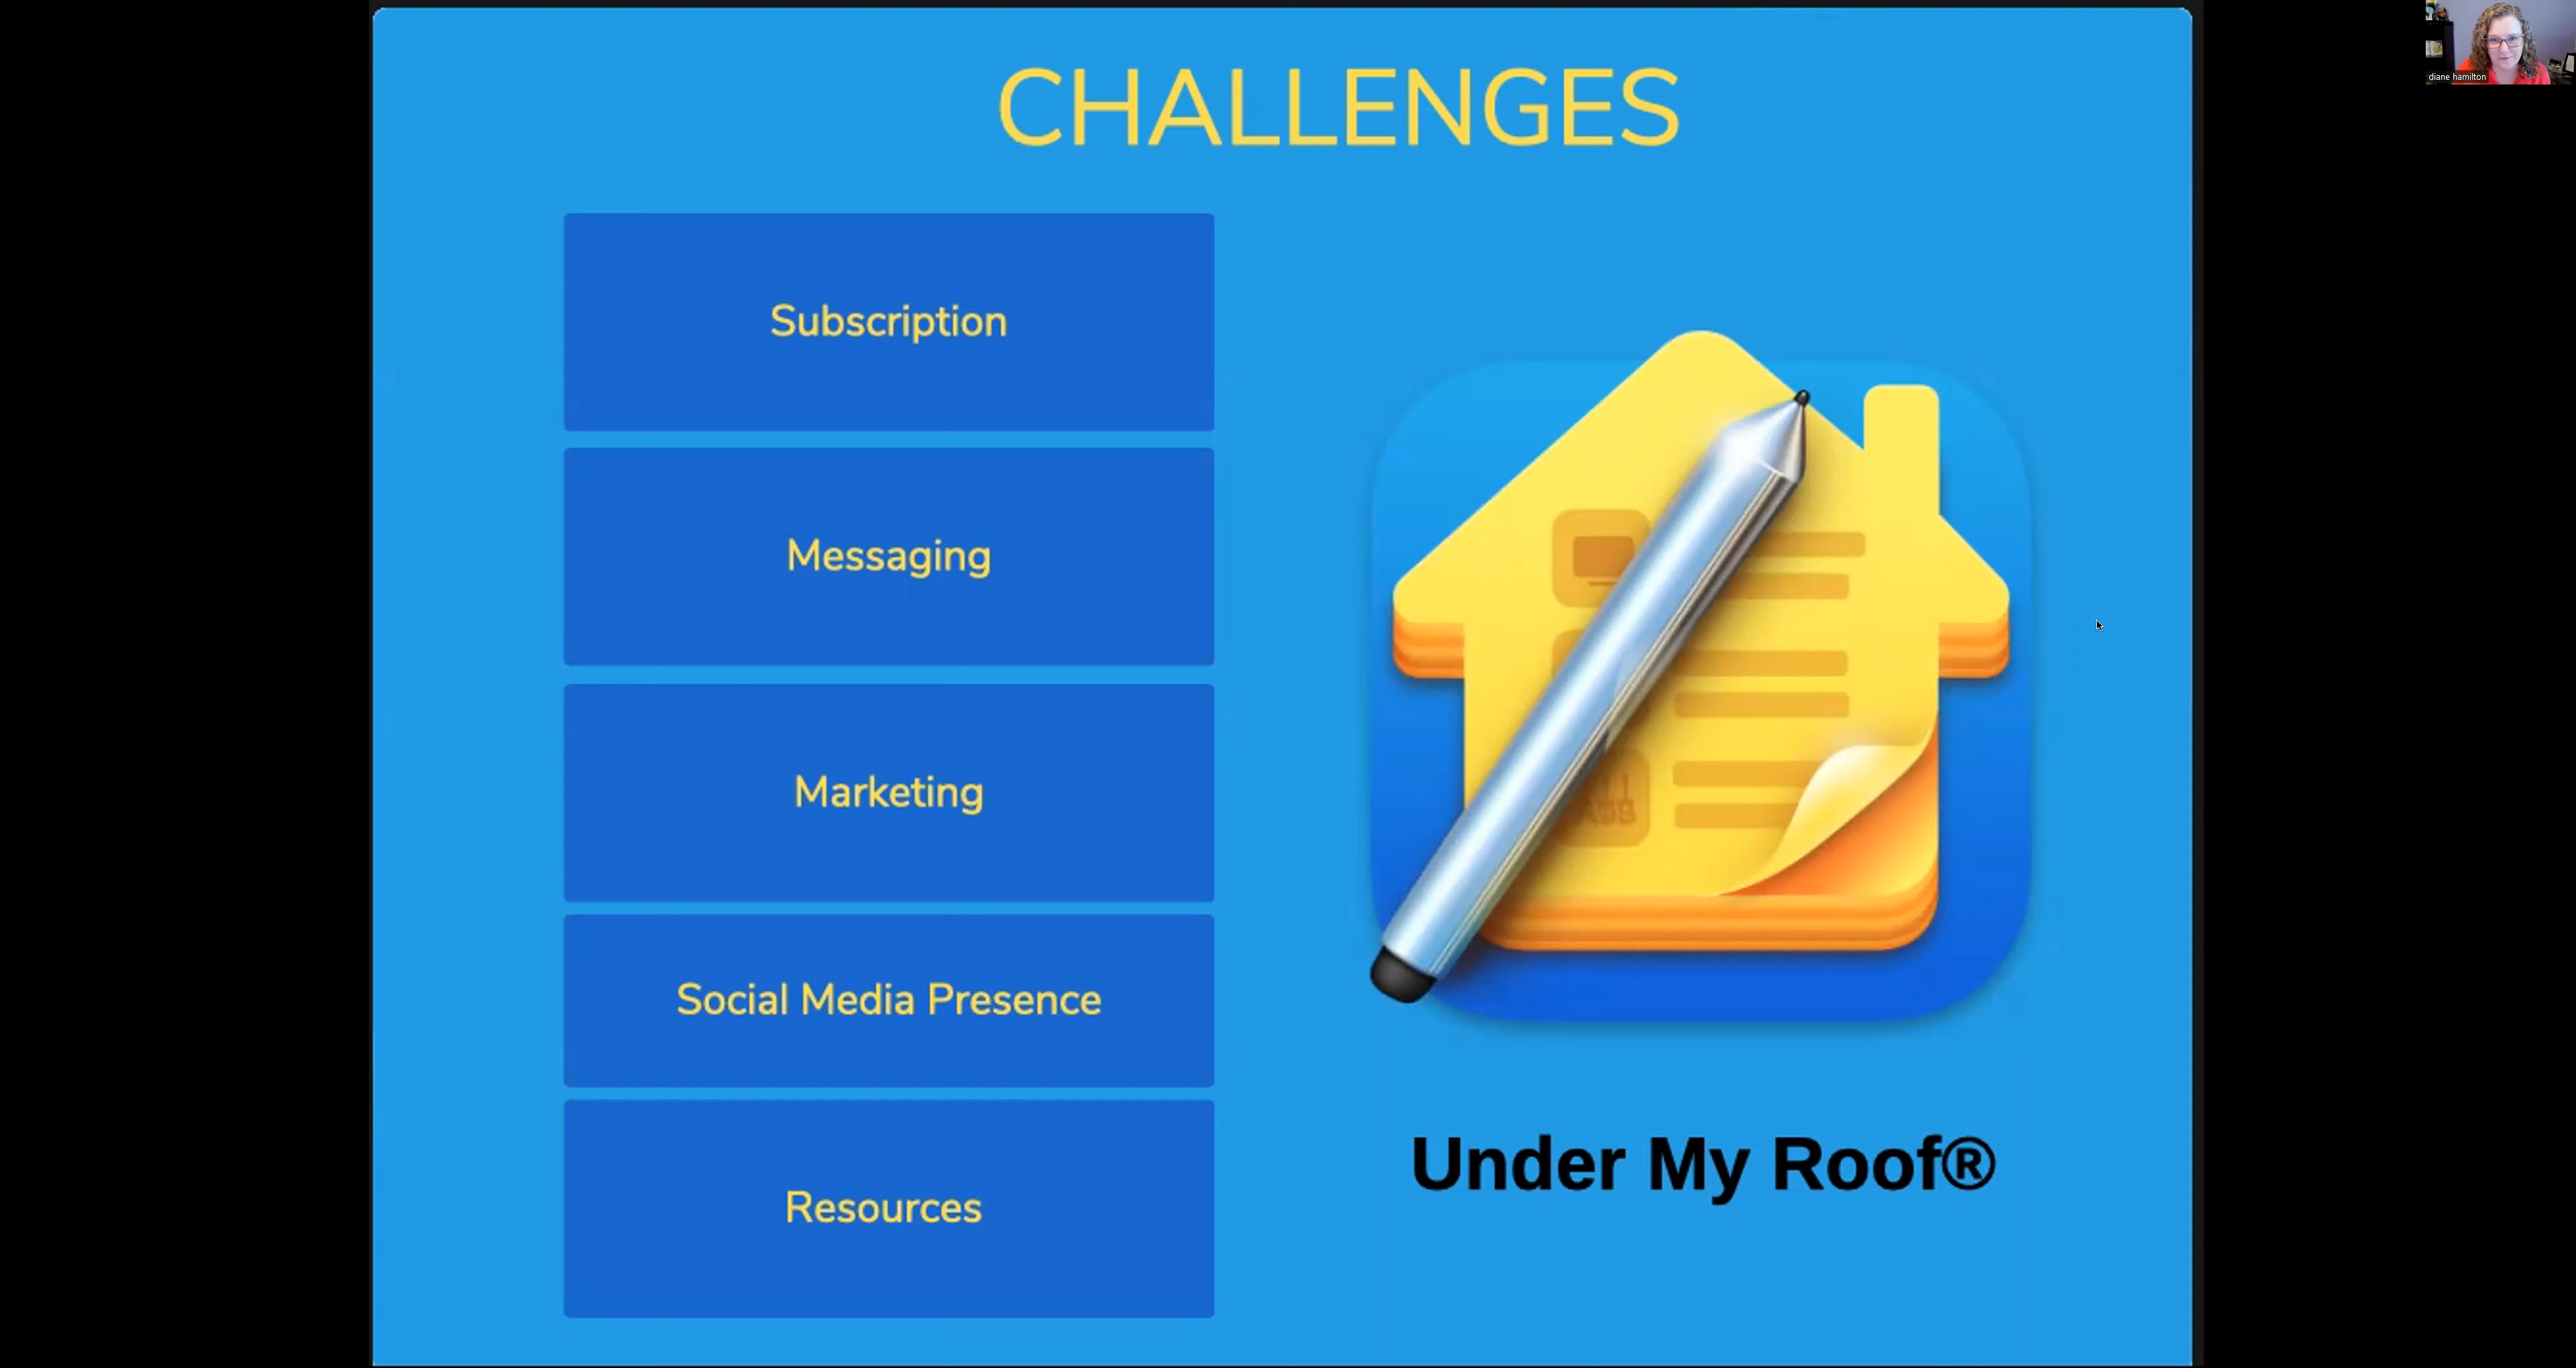 CHALLENGES
Subscription
Messaging
Marketing
Social Media Presence
Resources
Under My Roof®
diane hamilton